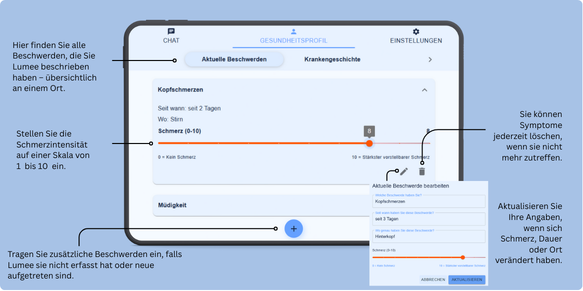 CHAT
GESUNDHEITSPROFIL
EINSTELLUNGEN
Aktuelle Beschwerden
Krankengeschichte
Hier finden Sie alle
Beschwerden, die Sie
Lumee beschrieben
haben – übersichtlich
an einem Ort.
Kopfschmerzen
Seit wann: seit 2 Tagen
Wo: Stirn
Schmerz (0-10)
8
0 = Kein Schmerz
10 = Stärkster vorstellbarer Schmerz
Stellen Sie die
Schmerzintensität
auf einer Skala von
1 bis 10 ein.
Sie können
Symptome
jederzeit löschen,
wenn sie nicht
mehr zutreffen.
Müdigkeit
+
Aktuelle Beschwerde bearbeiten
Kopfschmerzen
seit 3 Tagen
Hinterkopf
Schmerz (0-10)
ABBRECHEN
AKTUALISIEREN
Aktualisieren Sie
Ihre Angaben,
wenn sich
Schmerz, Dauer
oder Ort
verändert haben.
Tragen Sie zusätzliche Beschwerden ein, falls
Lumee sie nicht erfasst hat oder neue
aufgetreten sind.